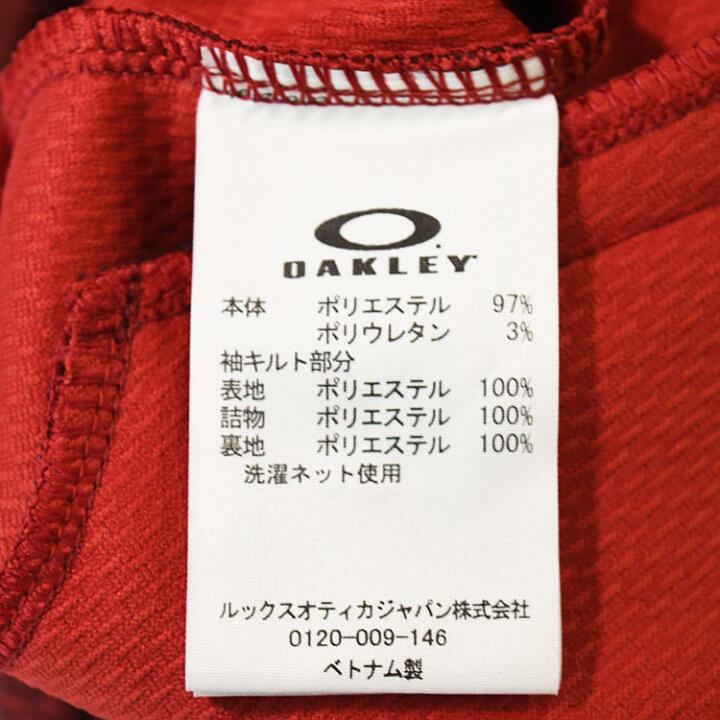 OAKLEY
本体 ポリエステル 97%
ポリウレタン 3%
袖キルト部分
表地 ポリエステル 100%
詰物 ポリエステル 100%
裏地 ポリエステル 100%
洗濯ネット使用
ルックスオティカジャパン株式会社
0120-009-146
ベトナム製